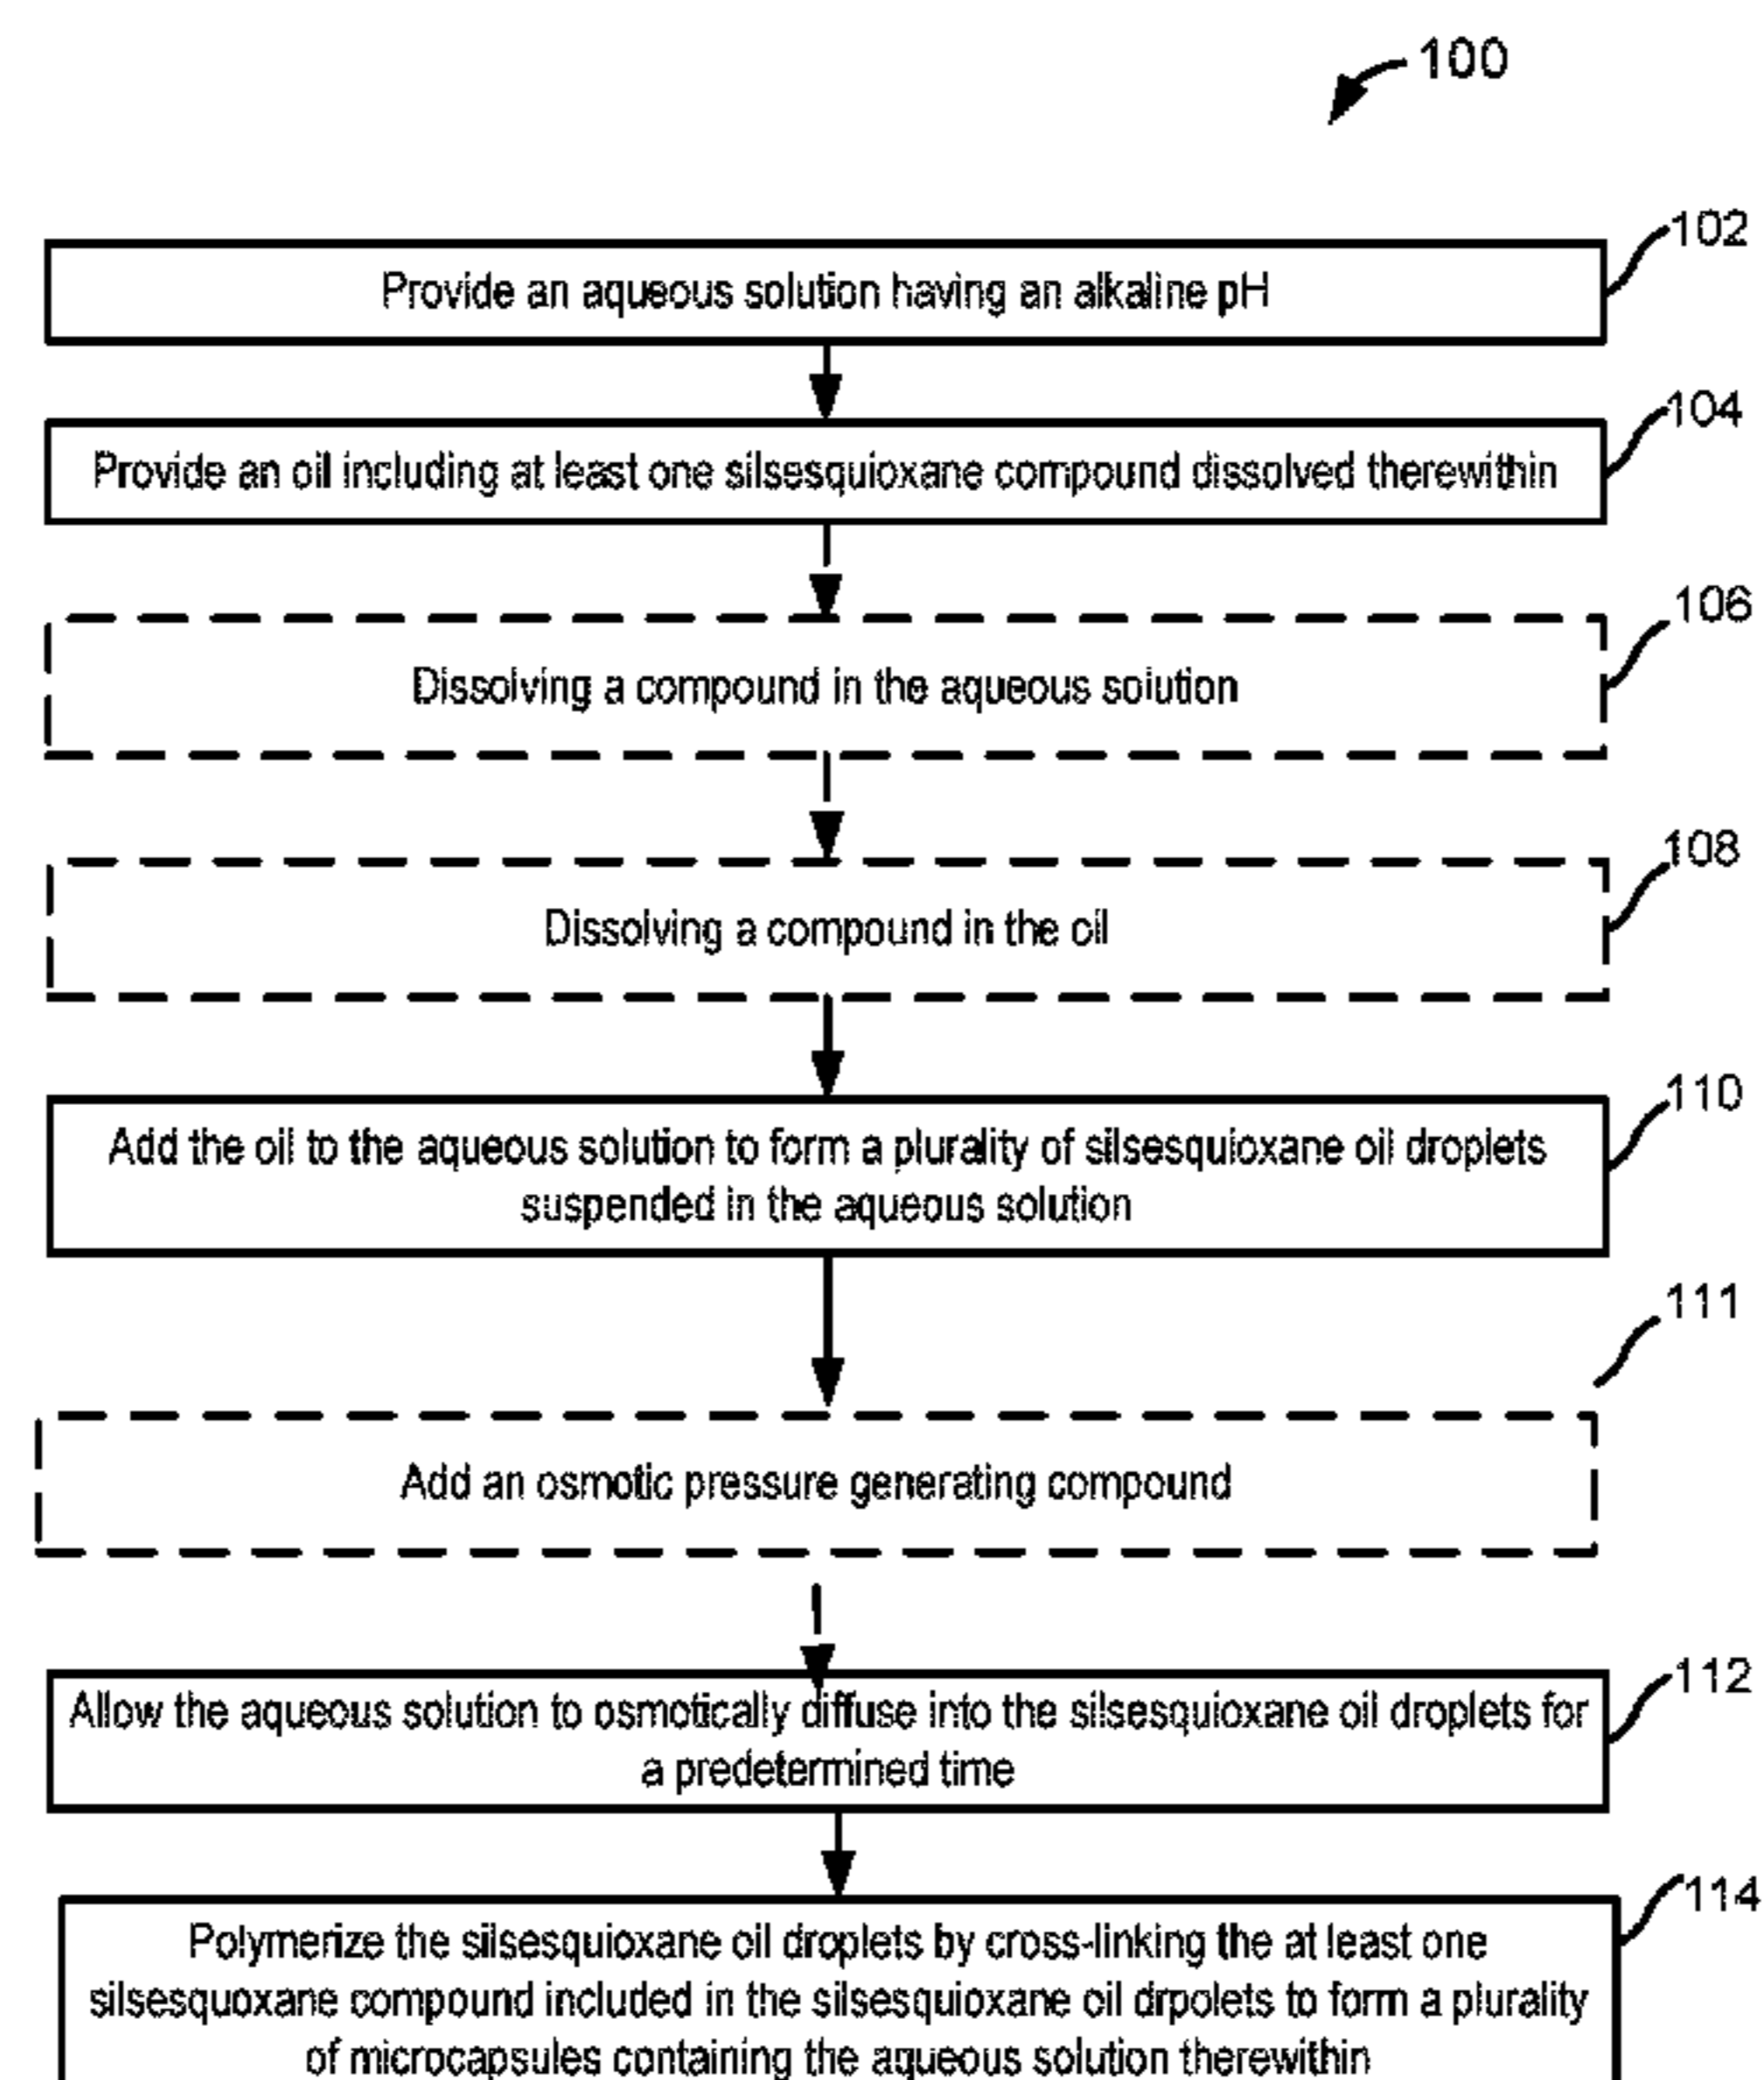 100
102
Provide an aqueous solution having an alkaline pH
104
Provide an oil including at least one silsesquioxane compound dissolved therewithin
106
Dissolving a compound in the aqueous solution
108
Dissolving a compound in the oil
110
Add the oil to the aqueous solution to form a plurality of silsesquioxane oil droplets
suspended in the aqueous solution
111
Add an osmotic pressure generating compound
112
Allow the aqueous solution to osmotically diffuse into the silsesquioxane oil droplets for
a predetermined time
114
Polymerize the silsesquioxane oil droplets by cross-linking the at least one
silsesquoxane compound included in the silsesquioxane oil drpolets to form a plurality
of microcapsules containing the aqueous solution therewithin